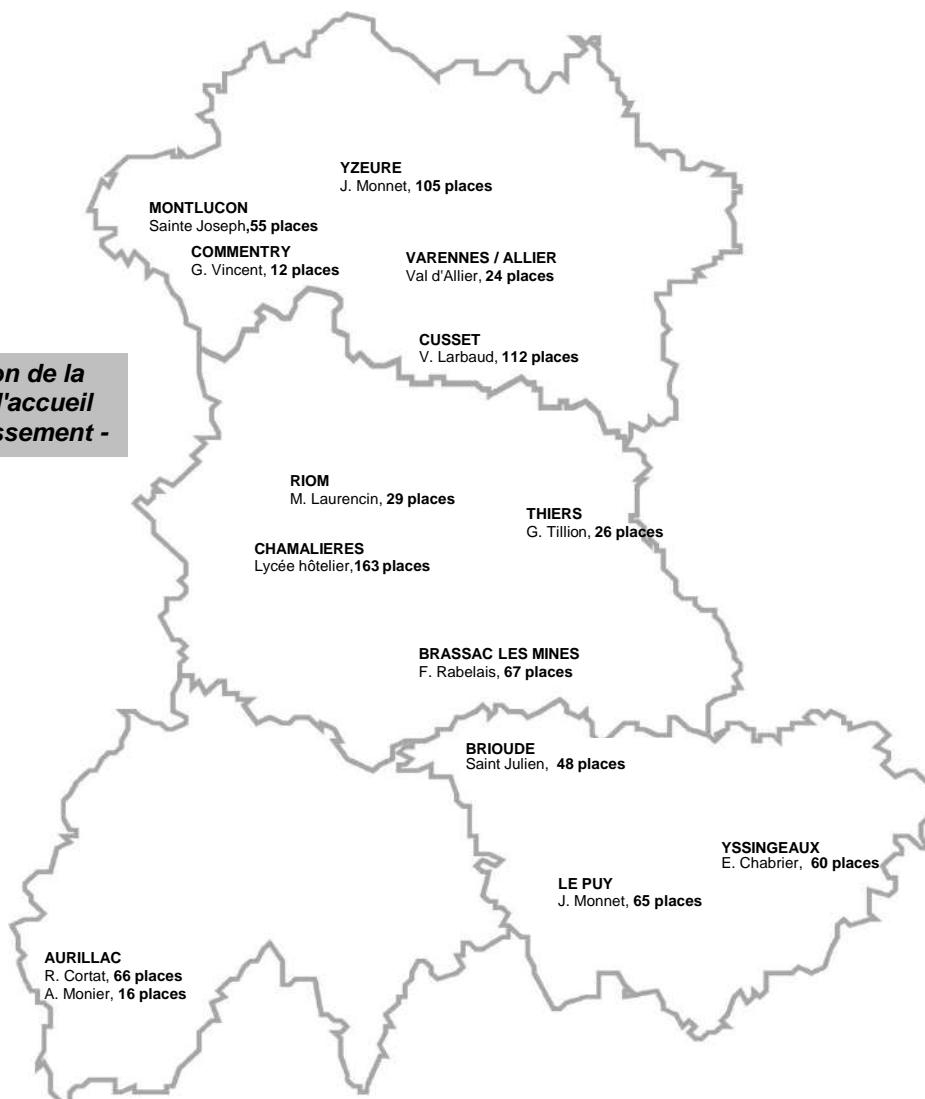 YZEURE
J. Monnet, 105 places
MONTLUCON
Sainte Joseph,55 places
COMMENTRY
G. Vincent, 12 places
VARENNES / ALLIER
Val d'Allier, 24 places
CUSSET
V. Larbaud, 112 places
on de la
l'accueil
ssement -
RIOM
M. Laurencin, 29 places
THIERS
G. Tillion, 26 places
CHAMALIERES
Lycée hôtelier,163 places
BRASSAC LES MINES
F. Rabelais, 67 places
BRIOUDE
Saint Julien, 48 places
YSSINGEAUX
E. Chabrier, 60 places
LE PUY
J. Monnet, 65 places
AURILLAC
R. Cortat, 66 places
A. Monier, 16 places